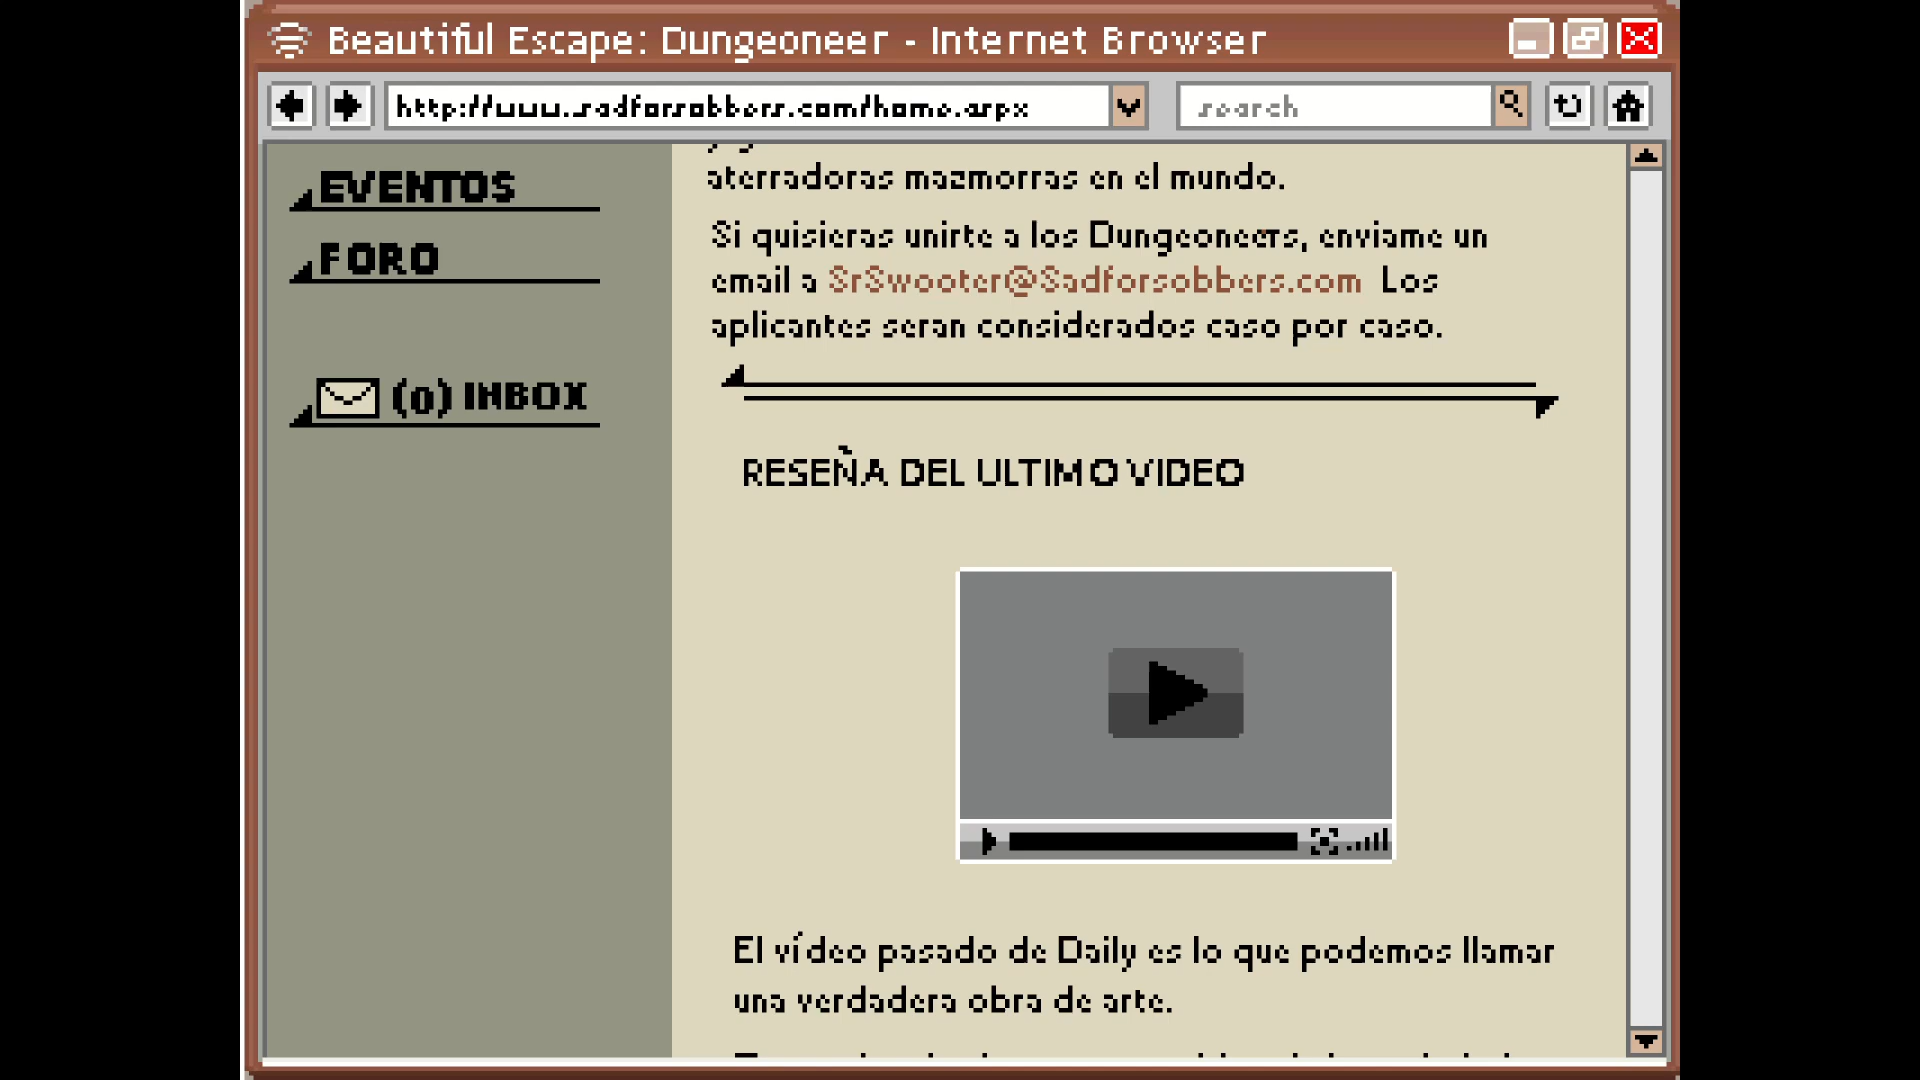 Beautiful Escape: Dungeoneer - Internet Browser
http://www.sadforsobbers.com/home.aspx
search
EVENTOS
FORO
(0) INBOX
aterradoras mazmorras en el mundo.
Si quisieras unirte a los Dungeoneers, enviame un
email a SrSwooter@Sadforsobbers.com Los
aplicantes seran considerados caso por caso.
RESEÑA DEL ULTIMO VIDEO
El vídeo pasado de Daily es lo que podemos llamar
una verdadera obra de arte.